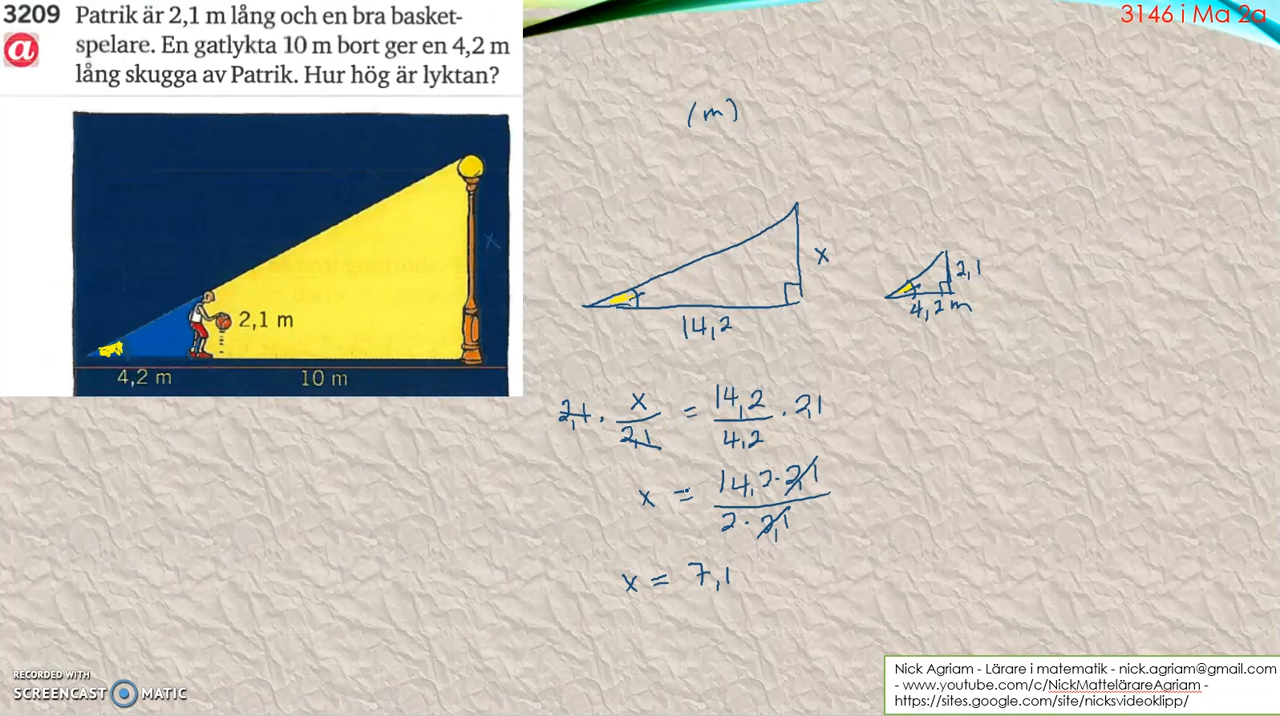 3209 Patrik är 2,1 m lång och en bra basket-
a spelare. En gatlykta 10 m bort ger en 4,2 m
lång skugga av Patrik. Hur hög är lyktan?
3146 i Ma 2a
(m)
x
2,1 m
4,2 m 10 m
x
14,2
2,1
4,2 m
2,1 · x/2,1 = 14,2/4,2 · 2,1
x = 14,2·2,1/2·2,1
x = 7,1
RECORDED WITH
SCREENCAST MATIC
Nick Agriam - Lärare i matematik - nick.agriam@gmail.com
- www.youtube.com/c/NickMattelärareAgriam -
https://sites.google.com/site/nicksvideoklipp/